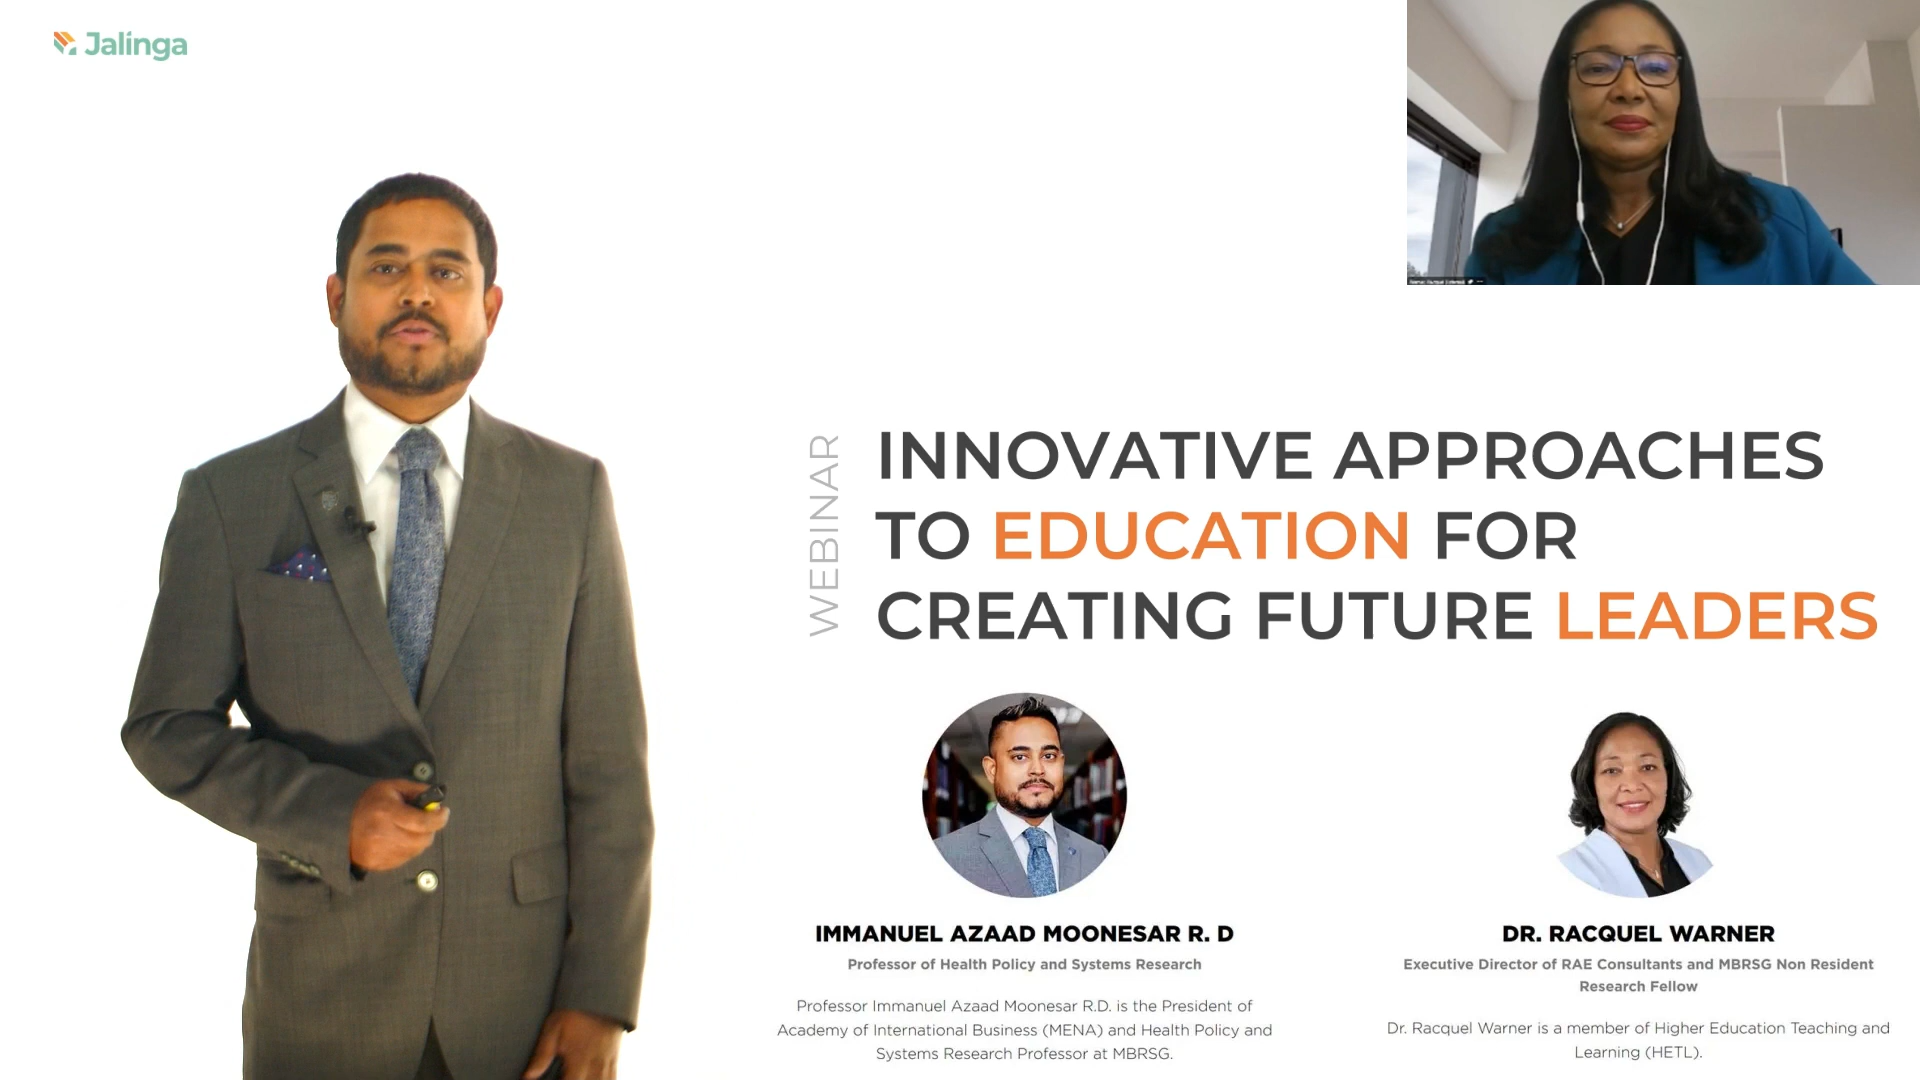 Jalinga
WEBINAR
INNOVATIVE APPROACHES
TO EDUCATION FOR
CREATING FUTURE LEADERS
IMMANUEL AZAAD MOONESAR R. D
Professor of Health Policy and Systems Research
Professor Immanuel Azaad Moonesar R.D. is the President of
Academy of International Business (MENA) and Health Policy and
Systems Research Professor at MBRSG.
DR. RACQUEL WARNER
Executive Director of RAE Consultants and MBRSG Non Resident
Research Fellow
Dr. Racquel Warner is a member of Higher Education Teaching and
Learning (HETL).